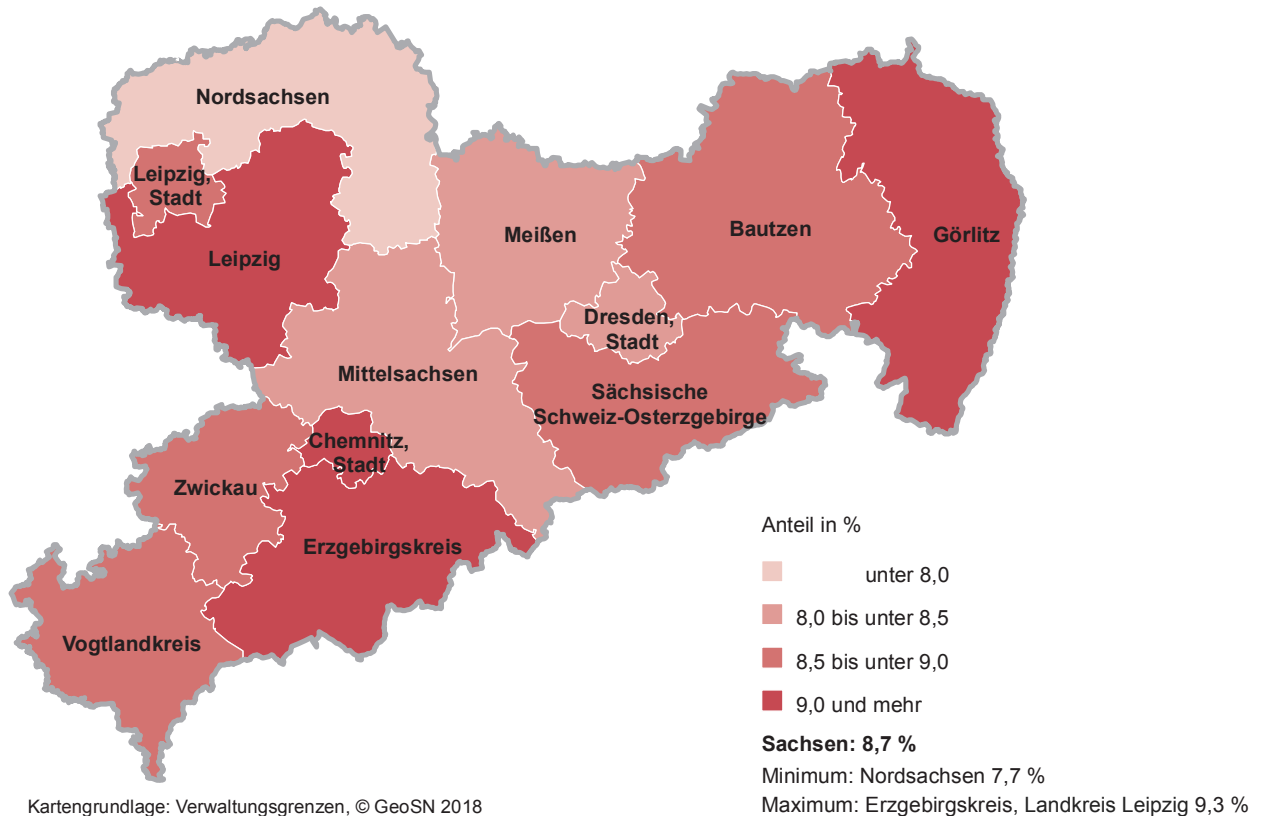 Nordsachsen
Leipzig,
Stadt
Leipzig
Meißen
Bautzen
Görlitz
Dresden,
Stadt
Mittelsachsen
Sächsische
Schweiz-Osterzgebirge
Chemnitz,
Stadt
Zwickau
Erzgebirgskreis
Vogtlandkreis
Anteil in %
unter 8,0
8,0 bis unter 8,5
8,5 bis unter 9,0
9,0 und mehr
Sachsen: 8,7 %
Minimum: Nordsachsen 7,7 %
Maximum: Erzgebirgskreis, Landkreis Leipzig 9,3 %
Kartengrundlage: Verwaltungsgrenzen, © GeoSN 2018